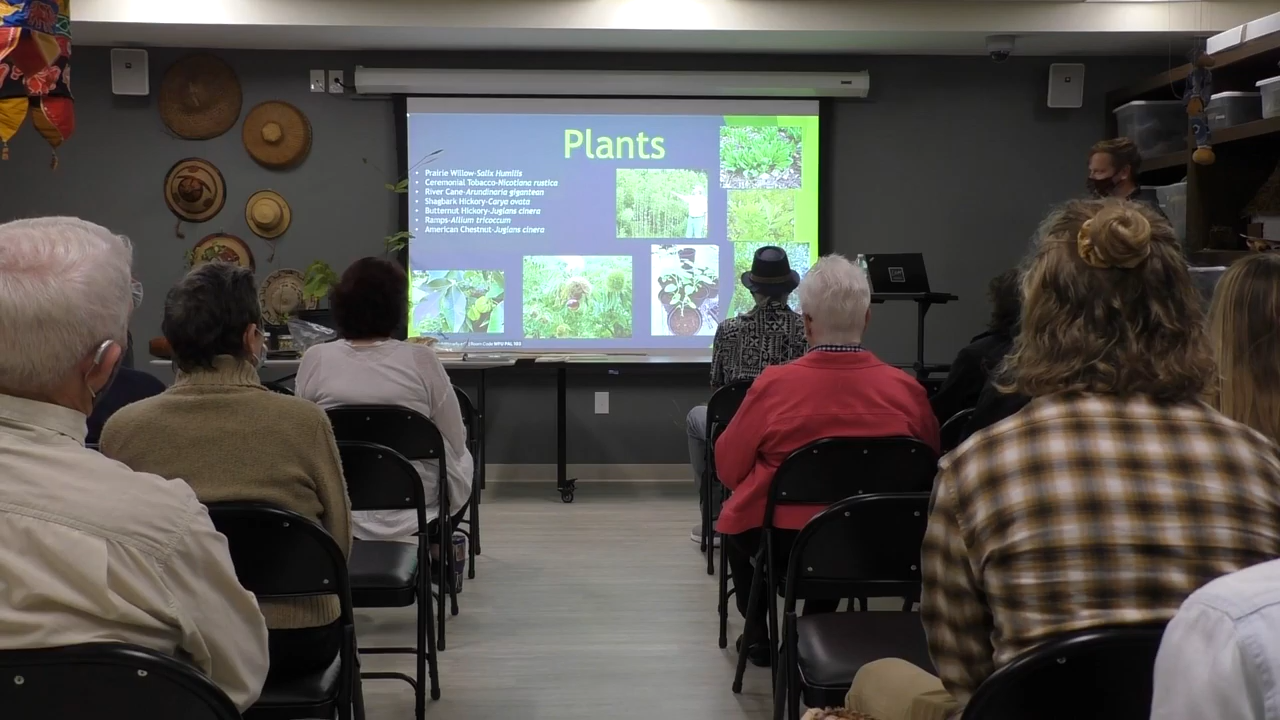 Plants
Prairie Willow-Salix Humilis
Ceremonial Tobacco-Nicotiana rustica
River Cane-Arundinaria gigantean
Shagbark Hickory-Carya ovata
Butternut Hickory-Juglans cinera
Ramps-Allium tricoccum
American Chestnut-Juglans cinera